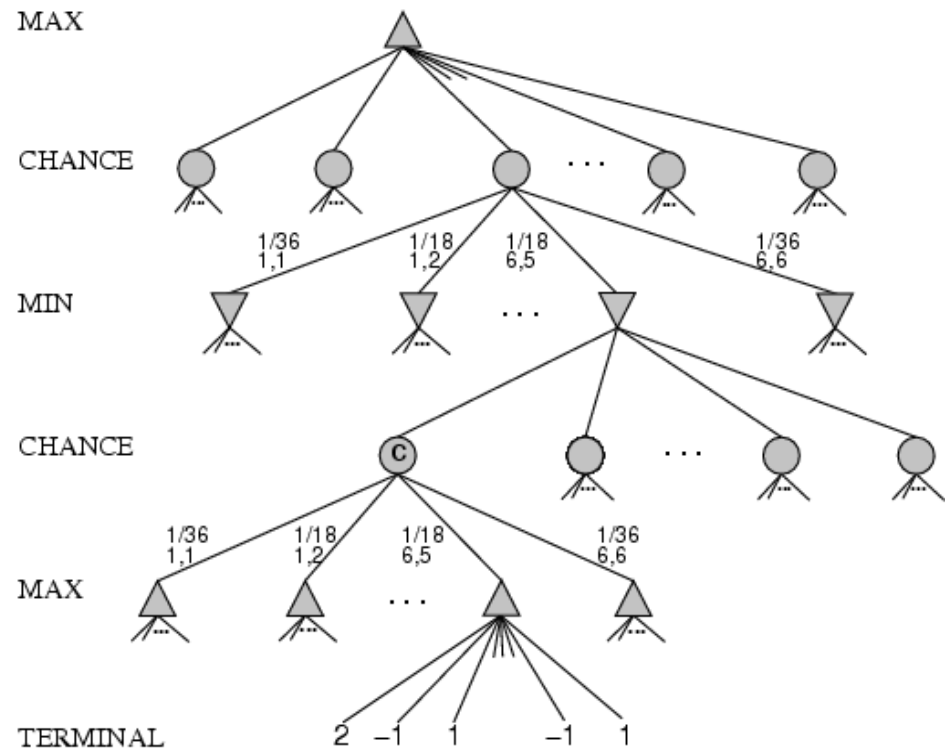 MAX
CHANCE
...
... ... ... ... ...
1/36 1/18 1/18 1/36
1,1 1,2 6,5 6,6
MIN
...
... ... ...
CHANCE
C
...
... ... ...
1/36 1/18 1/18 1/36
1,1 1,2 6,5 6,6
MAX
...
... ... ...
TERMINAL
2 −1 1 −1 1